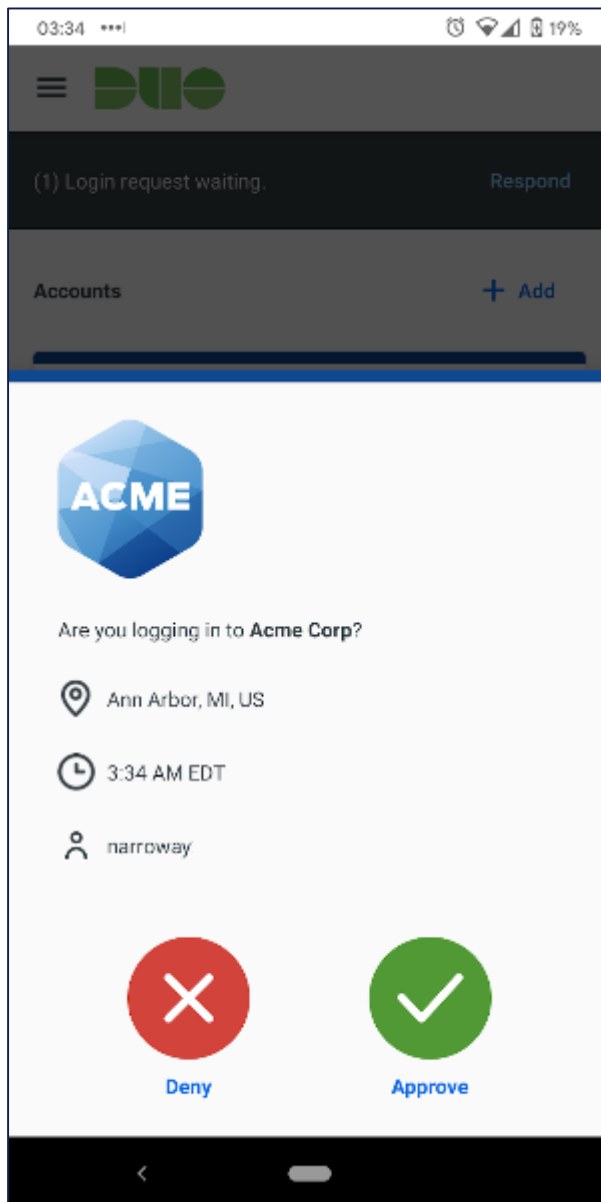 03:34
19%
DUO
(1) Login request waiting.
Respond
Accounts
+ Add
ACME
Are you logging in to Acme Corp?
Ann Arbor, MI, US
3:34 AM EDT
narroway
Deny
Approve